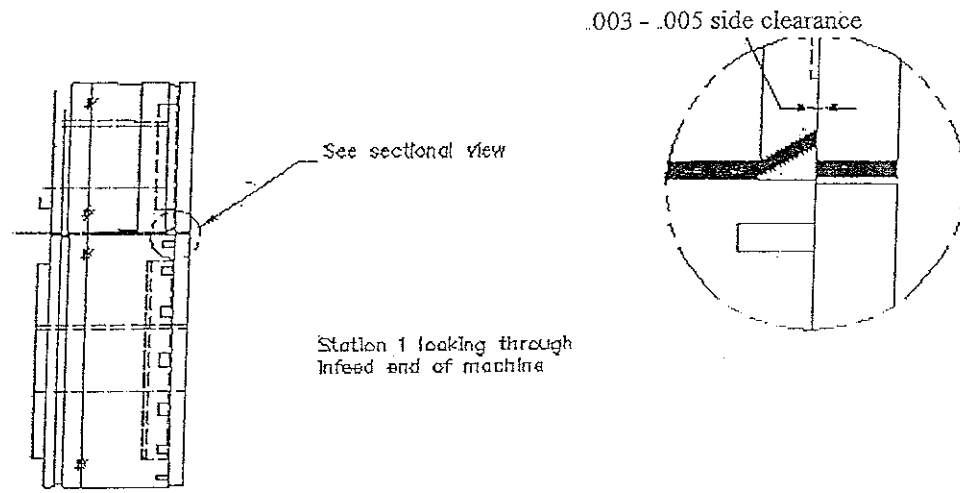 .003 - .005 side clearance
See sectional view
Station 1 looking through
infeed end of machine